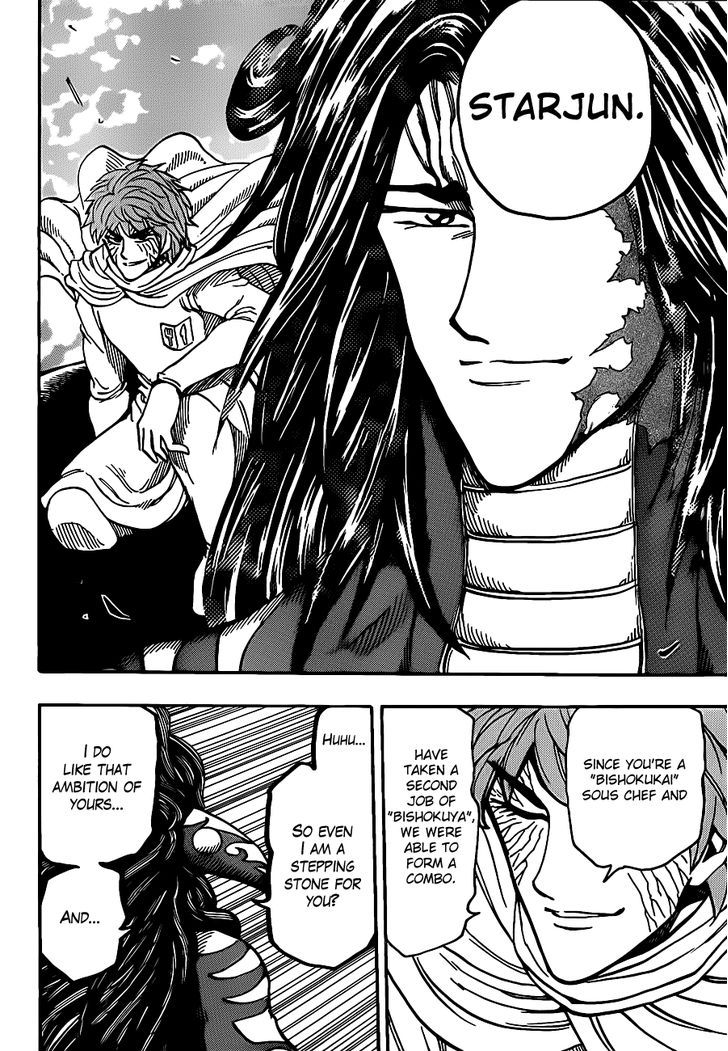 STARJUN.
SINCE YOU'RE A
"BISHOKUKAI"
SOUS CHEF AND
HAVE
TAKEN A
SECOND
JOB OF
"BISHOKUYA",
WE WERE
ABLE TO
FORM A
COMBO.
HUHU...
SO EVEN
I AM A
STEPPING
STONE FOR
YOU?
I DO
LIKE THAT
AMBITION OF
YOURS...
AND...